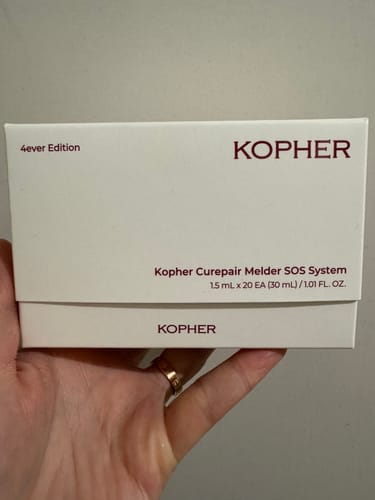 4ever Edition
KOPHER
Kopher Curepair Melder SOS System
1.5 mL x 20 EA (30 mL) / 1.01 FL. OZ.
KOPHER